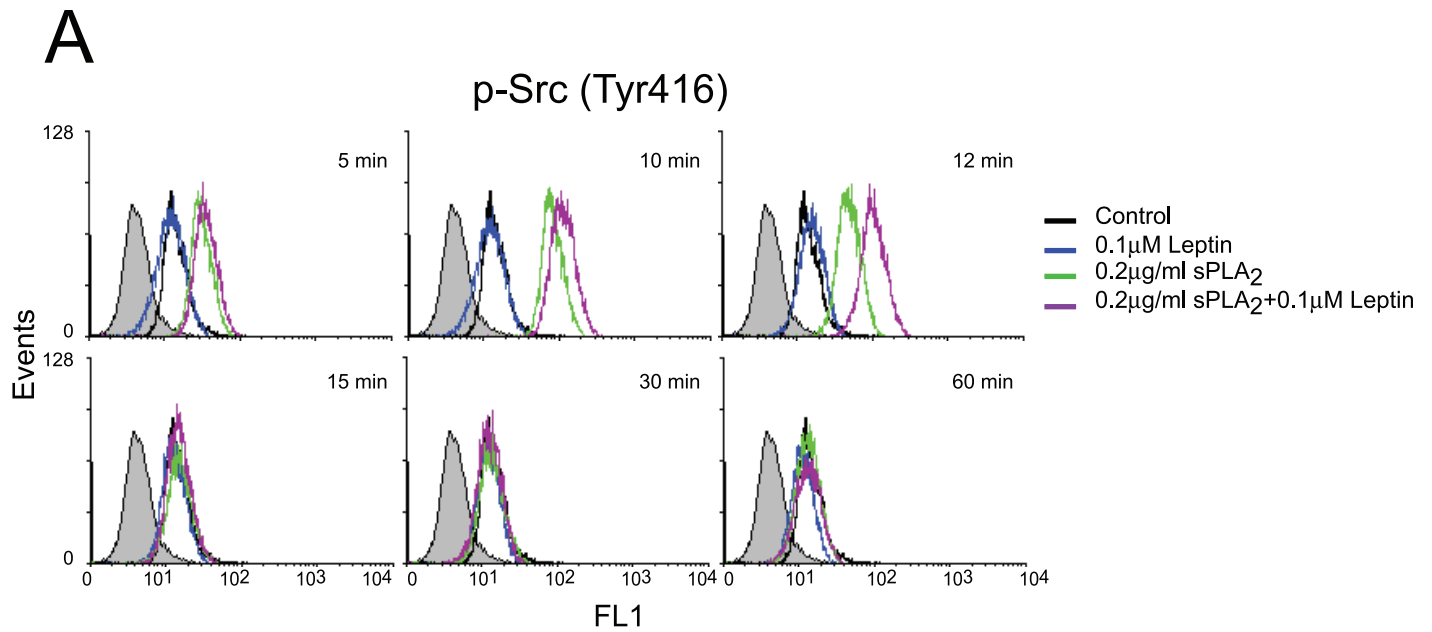 A
p-Src (Tyr416)
128
5 min
10 min
12 min
0
Control
0.1µM Leptin
0.2µg/ml sPLA2
0.2µg/ml sPLA2+0.1µM Leptin
Events
128
15 min
30 min
60 min
0
0 10¹ 10² 10³ 10⁴
0 10¹ 10² 10³ 10⁴
0 10¹ 10² 10³ 10⁴
FL1